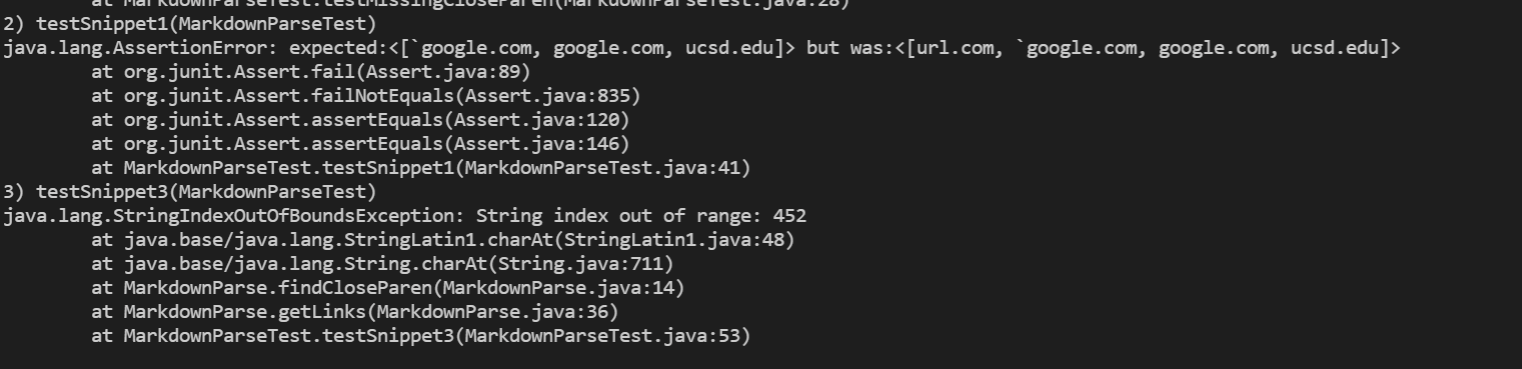 at MarkdownParseTest.testMissingCloseParen(MarkdownParseTest.java:28)
2) testSnippet1(MarkdownParseTest)
java.lang.AssertionError: expected:<[`google.com, google.com, ucsd.edu]> but was:<[url.com, `google.com, google.com, ucsd.edu]>
at org.junit.Assert.fail(Assert.java:89)
at org.junit.Assert.failNotEquals(Assert.java:835)
at org.junit.Assert.assertEquals(Assert.java:120)
at org.junit.Assert.assertEquals(Assert.java:146)
at MarkdownParseTest.testSnippet1(MarkdownParseTest.java:41)
3) testSnippet3(MarkdownParseTest)
java.lang.StringIndexOutOfBoundsException: String index out of range: 452
at java.base/java.lang.StringLatin1.charAt(StringLatin1.java:48)
at java.base/java.lang.String.charAt(String.java:711)
at MarkdownParse.findCloseParen(MarkdownParse.java:14)
at MarkdownParse.getLinks(MarkdownParse.java:36)
at MarkdownParseTest.testSnippet3(MarkdownParseTest.java:53)